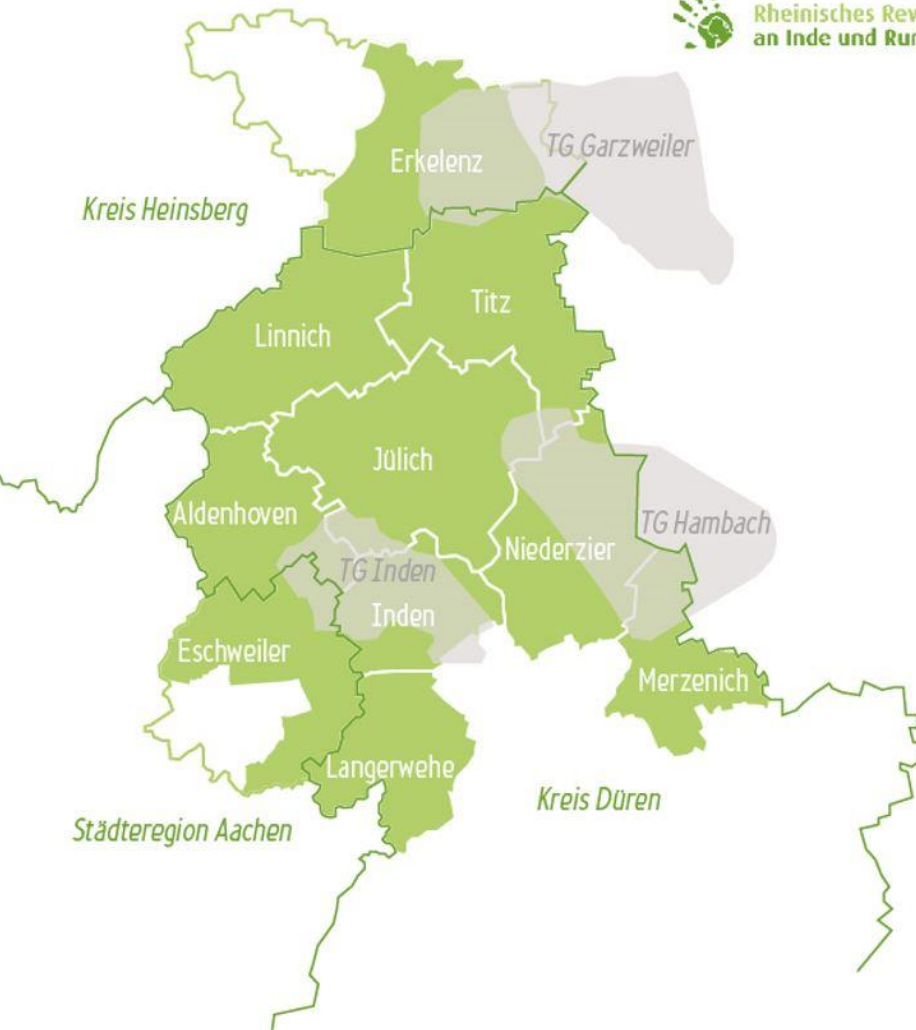 Rheinisches Rev
an Inde und Rur
TG Garzweiler
Erkelenz
Kreis Heinsberg
Titz
Linnich
Jülich
Aldenhoven
TG Hambach
Niederzier
TG Inden
Inden
Eschweiler
Merzenich
Langerwehe
Kreis Düren
Städteregion Aachen